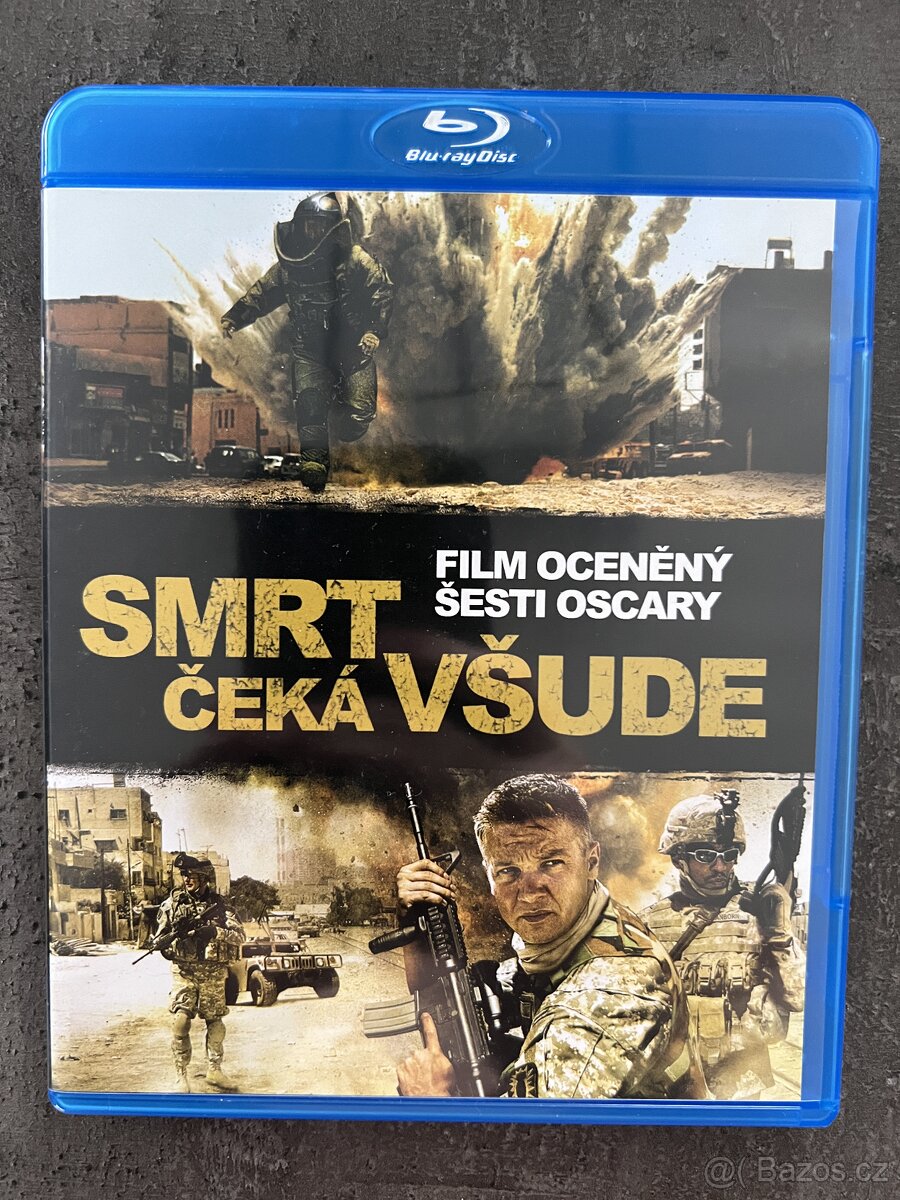 Blu-ray Disc
FILM OCENĚNÝ
ŠESTI OSCARY
SMRT
ČEKÁ VŠUDE
@( Bazos.cz